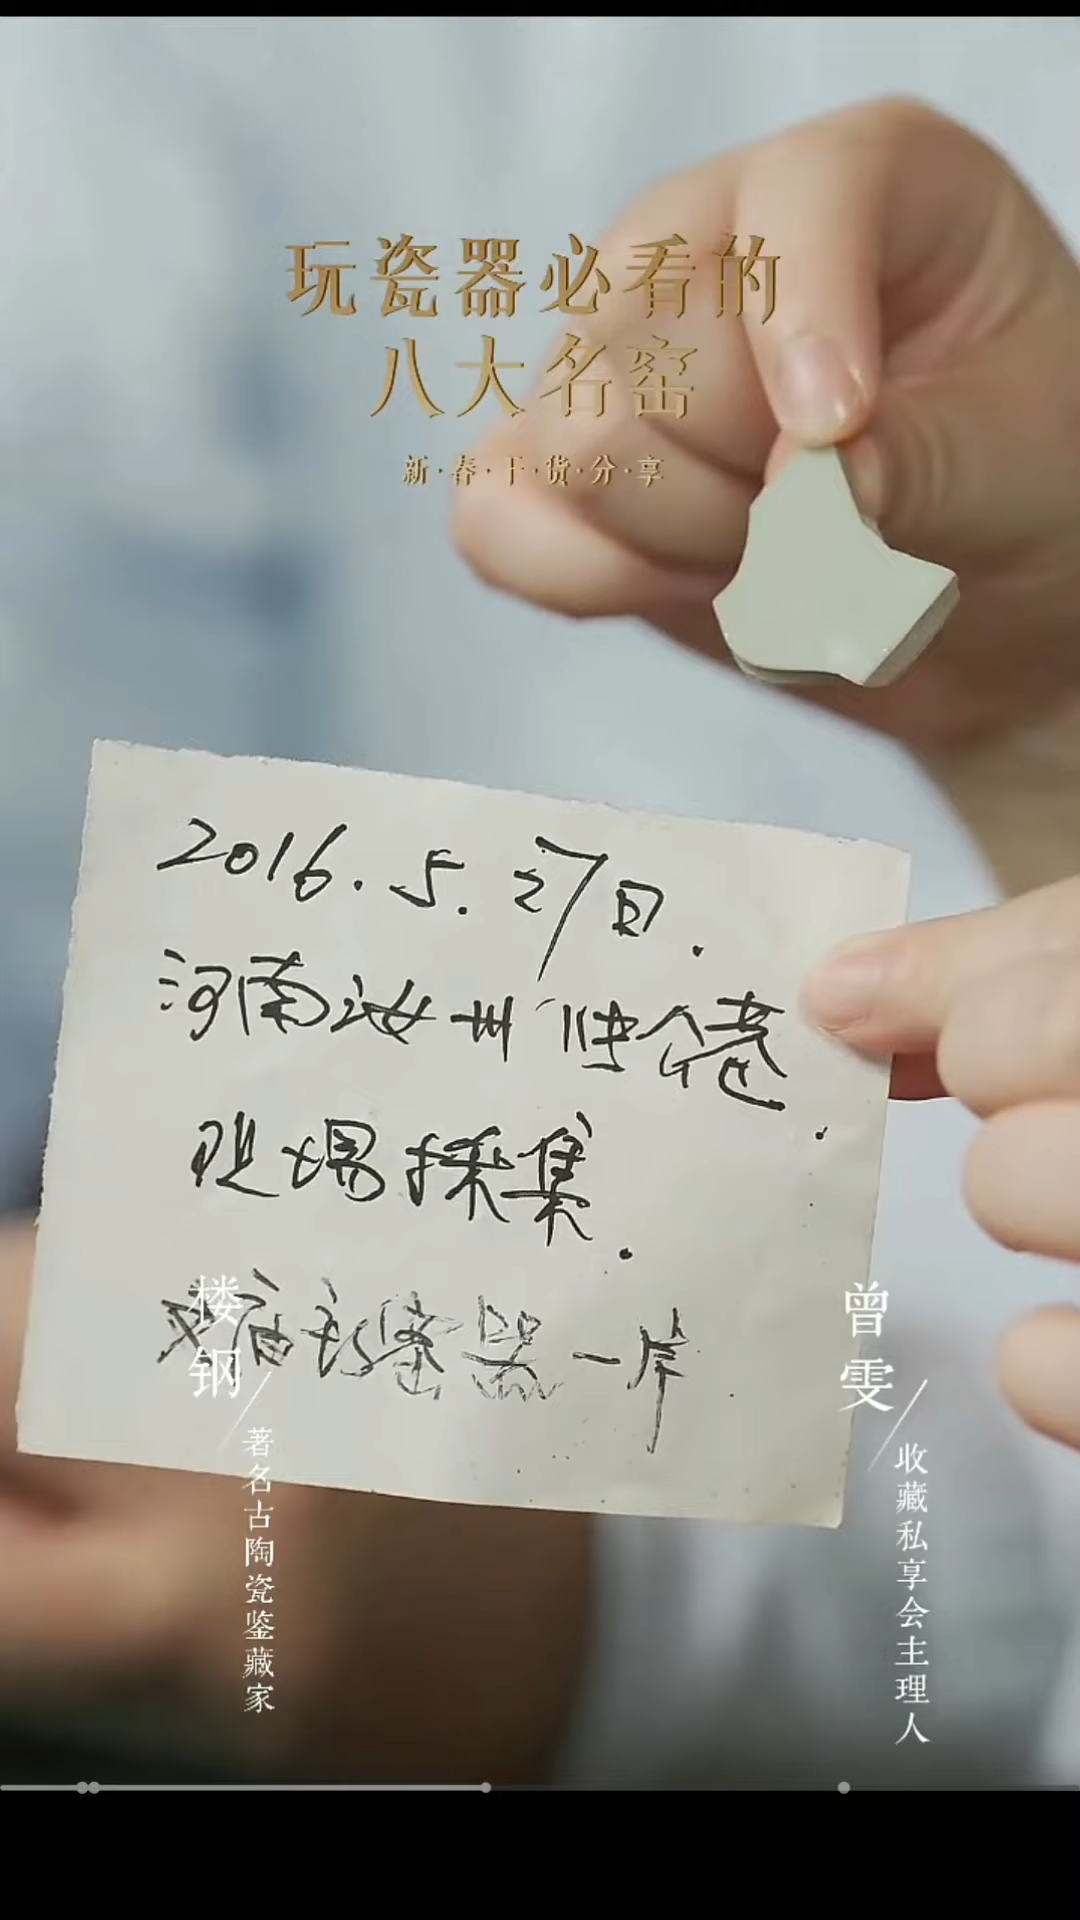 玩瓷器必看的
八大名窑
新·春·干·货·分·享
2016.5.27日.
河南汝州张公巷.
现场採集.
瓷器一片
楼钢
著名古陶瓷鉴藏家
曾雯
收藏私享会主理人